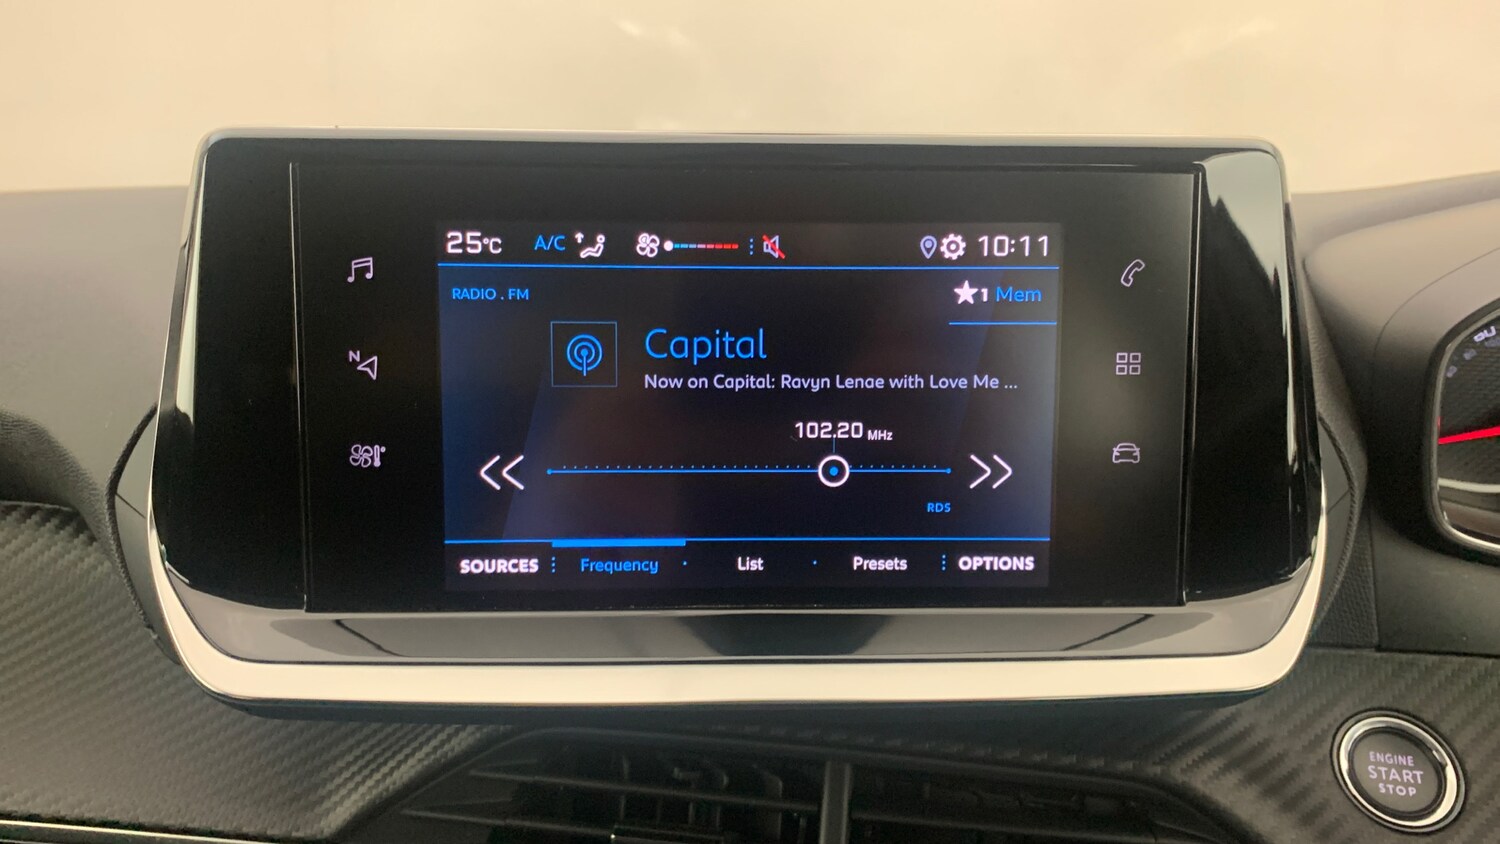 25°C A/C 10:11
RADIO . FM
1 Mem
Capital
Now on Capital: Ravyn Lenae with Love Me ...
102.20 MHz
RDS
SOURCES Frequency List Presets OPTIONS
N
ENGINE
START
STOP